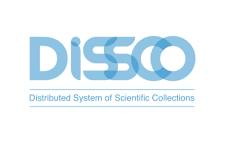 DiSSCo
Distributed System of Scientific Collections